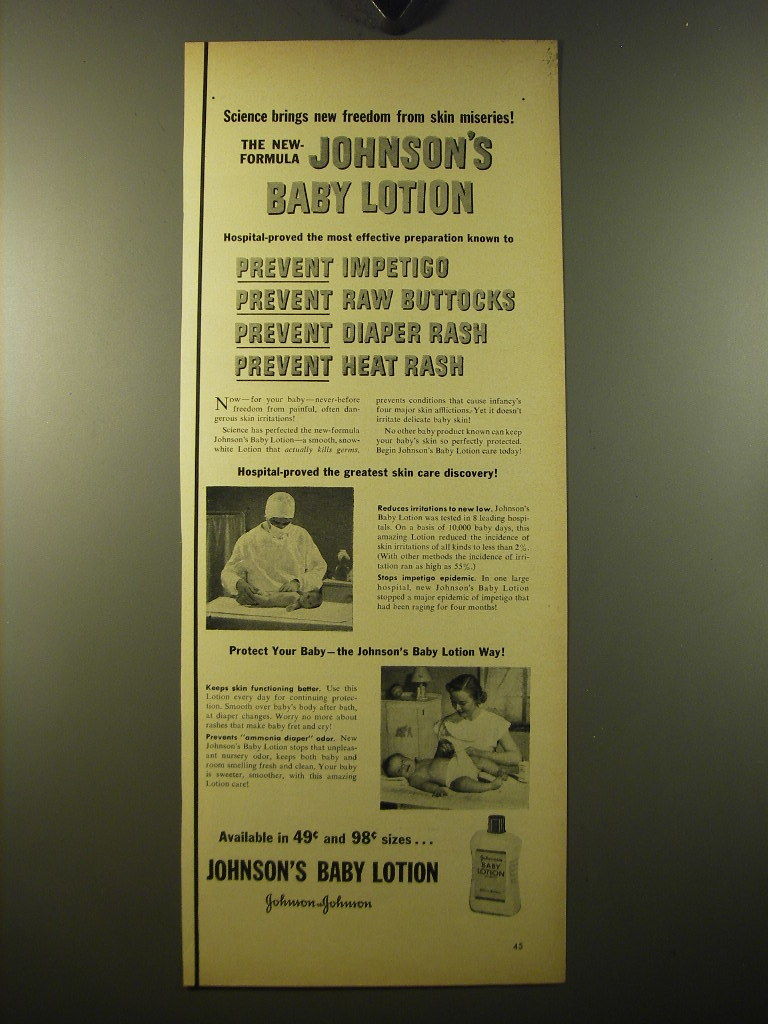 Science brings new freedom from skin miseries!
THE NEW-
FORMULA
JOHNSON'S
BABY LOTION
Hospital-proved the most effective preparation known to
PREVENT IMPETIGO
PREVENT RAW BUTTOCKS
PREVENT DIAPER RASH
PREVENT HEAT RASH
Now—for your baby—never-before
freedom from painful, often dan-
gerous skin irritations!
Science has perfected the new-formula
Johnson's Baby Lotion—a smooth, snow-
white Lotion that actually kills germs,
prevents conditions that cause infancy's
four major skin afflictions. Yet it doesn't
irritate delicate baby skin!
No other baby product known can keep
your baby's skin so perfectly protected.
Begin Johnson's Baby Lotion care today!
Hospital-proved the greatest skin care discovery!
Reduces irritations to new low. Johnson's
Baby Lotion was tested in 8 leading hospi-
tals. On a basis of 10,000 baby days, this
amazing Lotion reduced the incidence of
skin irritations of all kinds to less than 2%.
(With other methods the incidence of irri-
tation ran as high as 55%.)
Stops impetigo epidemic. In one large
hospital, new Johnson's Baby Lotion
stopped a major epidemic of impetigo that
had been raging for four months!
Protect Your Baby—the Johnson's Baby Lotion Way!
Keeps skin functioning better. Use this
Lotion every day for continuing protec-
tion. Smooth over baby's body after bath,
at diaper changes. Worry no more about
rashes that make baby fret and cry!
Prevents "ammonia diaper" odor. New
Johnson's Baby Lotion stops that unpleas-
ant nursery odor, keeps both baby and
room smelling fresh and clean. Your baby
is sweeter, smoother, with this amazing
Lotion care!
Available in 49¢ and 98¢ sizes...
JOHNSON'S BABY LOTION
Johnson & Johnson
Johnson's
BABY
LOTION
45